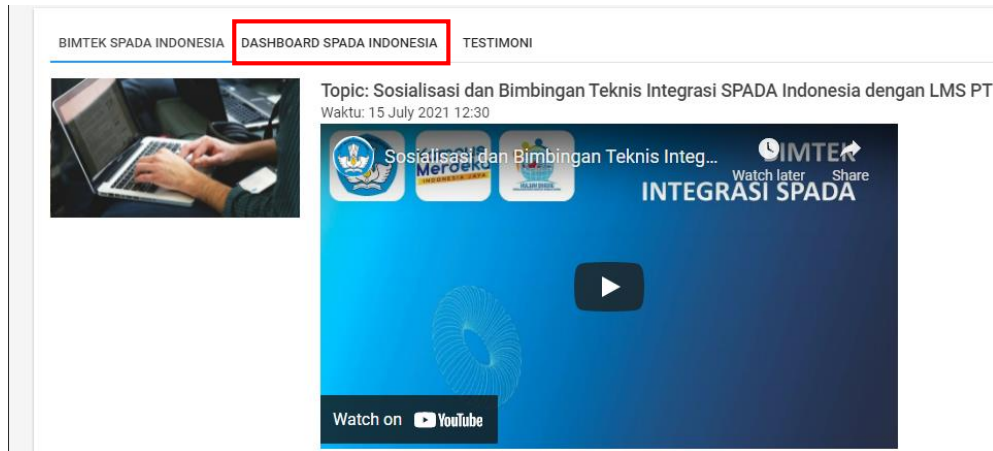 BIMTEK SPADA INDONESIA DASHBOARD SPADA INDONESIA TESTIMONI
Topic: Sosialisasi dan Bimbingan Teknis Integrasi SPADA Indonesia dengan LMS PT
Waktu: 15 July 2021 12:30
Sosialisasi dan Bimbingan Teknis Integ...
Merdeka
INDONESIA JAYA
BIMTEK
Watch later Share
INTEGRASI SPADA
Watch on YouTube